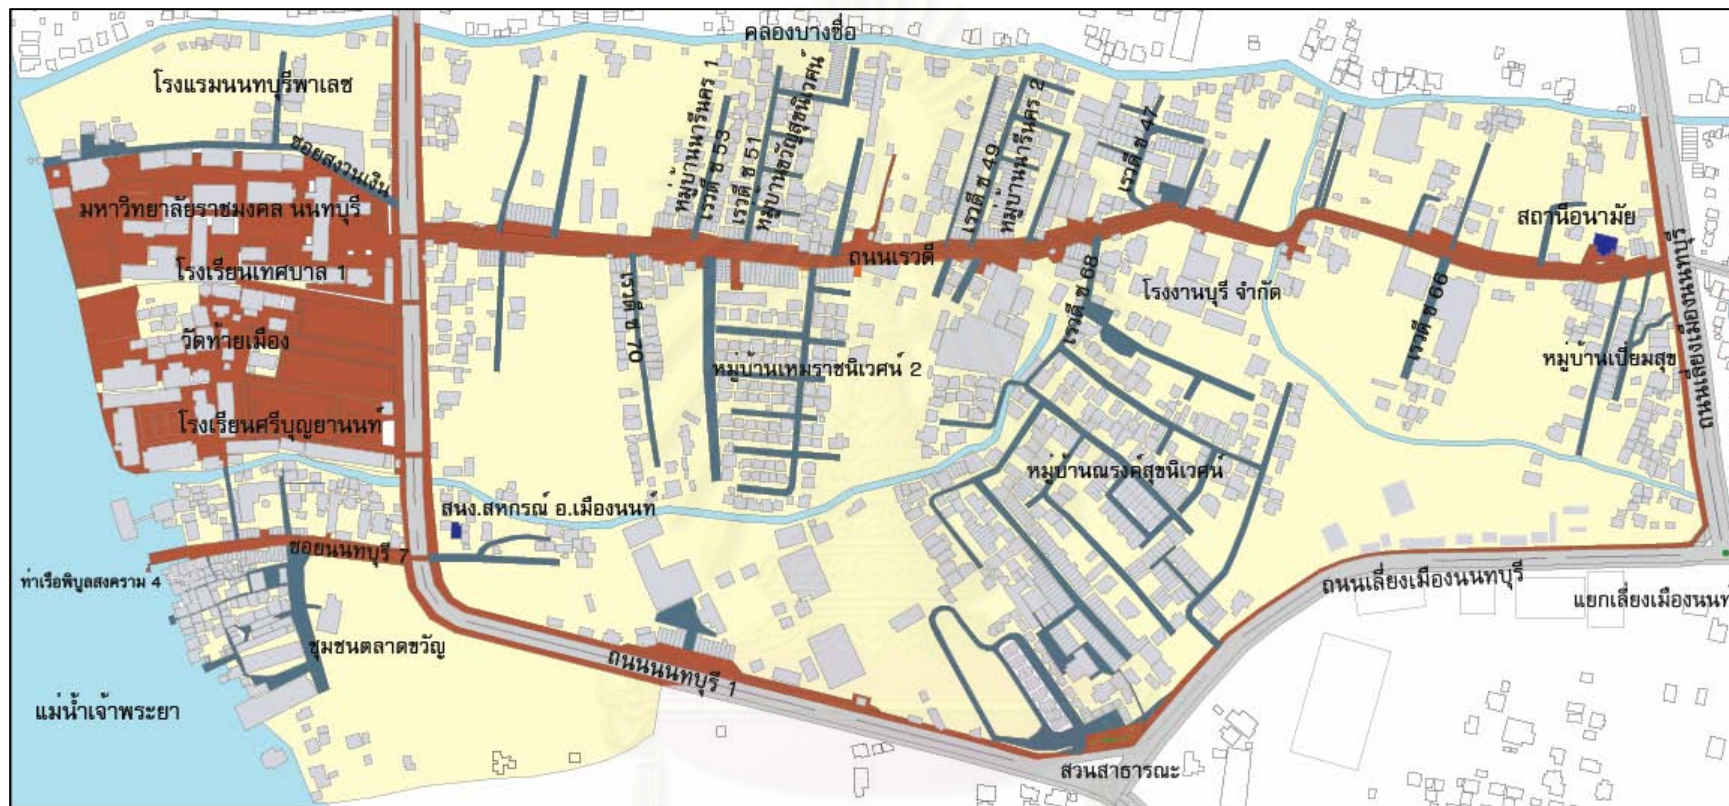 คลองบางซื่อ
โรงแรมนนทบุรีพาเลซ
ซอยสงวนเงิน
มหาวิทยาลัยราชมงคล นนทบุรี
โรงเรียนเทศบาล 1
วัดท้ายเมือง
โรงเรียนศรีบุญยานนท์
หมู่บ้านนารีนคร 1
เรวดี ซ 53
เรวดี ซ 51
หมู่บ้านขวัญสุขนิเวศน์
เรวดี ซ 49
หมู่บ้านนารีนคร 2
เรวดี ซ 47
สถานีอนามัย
ถนนเรวดี
เรวดี ซ 70
เรวดี ซ 68
โรงงานบุรี จำกัด
เรวดี ซ 66
หมู่บ้านเปี่ยมสุข
ถนนเลี่ยงเมืองนนทบุรี
หมู่บ้านเหมราชนิเวศน์ 2
หมู่บ้านณรงค์สุขนิเวศน์
สนง.สหกรณ์ อ.เมืองนนท์
ซอยนนทบุรี 7
ท่าเรือพิบูลสงคราม 4
ถนนเลี่ยงเมืองนนทบุรี
แยกเลี่ยงเมืองนนท์
ชุมชนตลาดขวัญ
ถนนนนทบุรี 1
แม่น้ำเจ้าพระยา
สวนสาธารณะ